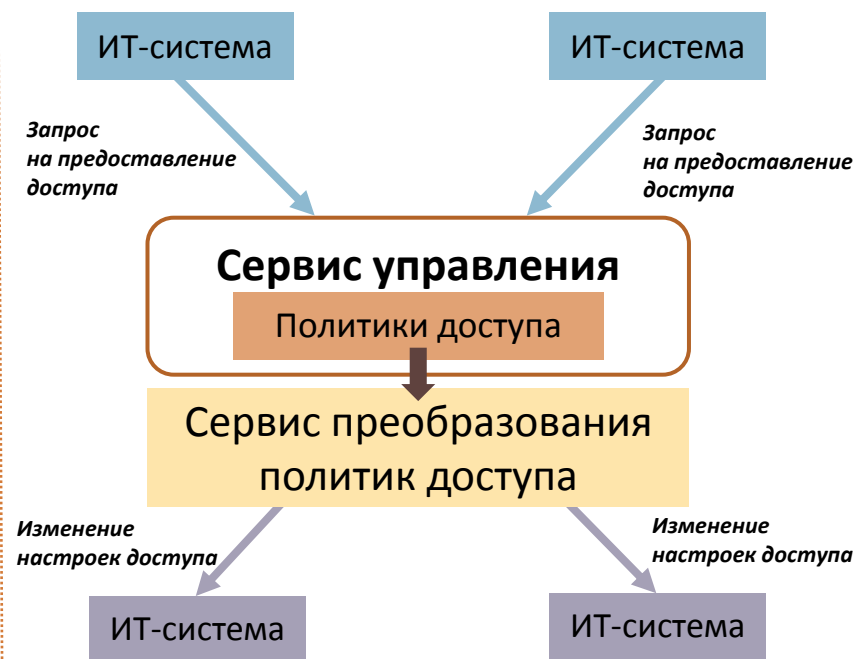 ИТ-система
ИТ-система
Запрос
на предоставление
доступа
Запрос
на предоставление
доступа
Сервис управления
Политики доступа
Сервис преобразования
политик доступа
Изменение
настроек доступа
Изменение
настроек доступа
ИТ-система
ИТ-система